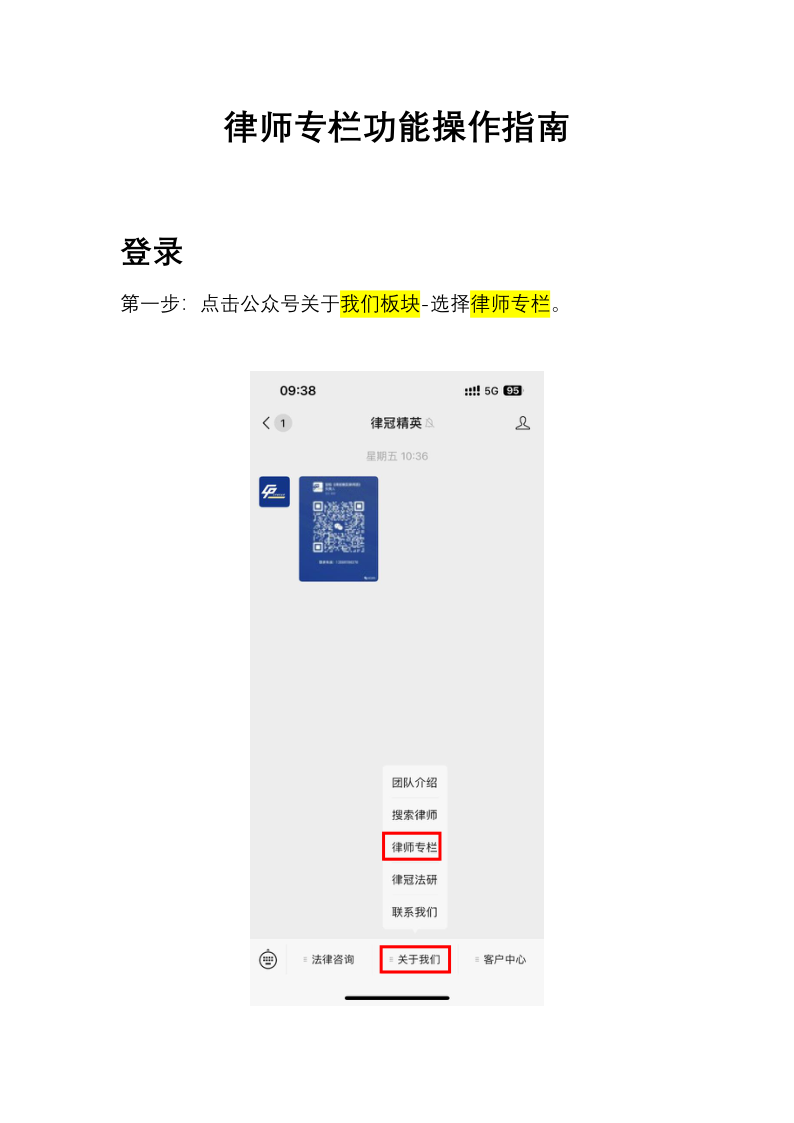 律师专栏功能操作指南
登录
第一步：点击公众号关于我们板块-选择律师专栏。
09:38
5G 95
1
律冠精英
星期五 10:36
团队介绍
搜索律师
律师专栏
律冠法研
联系我们
法律咨询
关于我们
客户中心